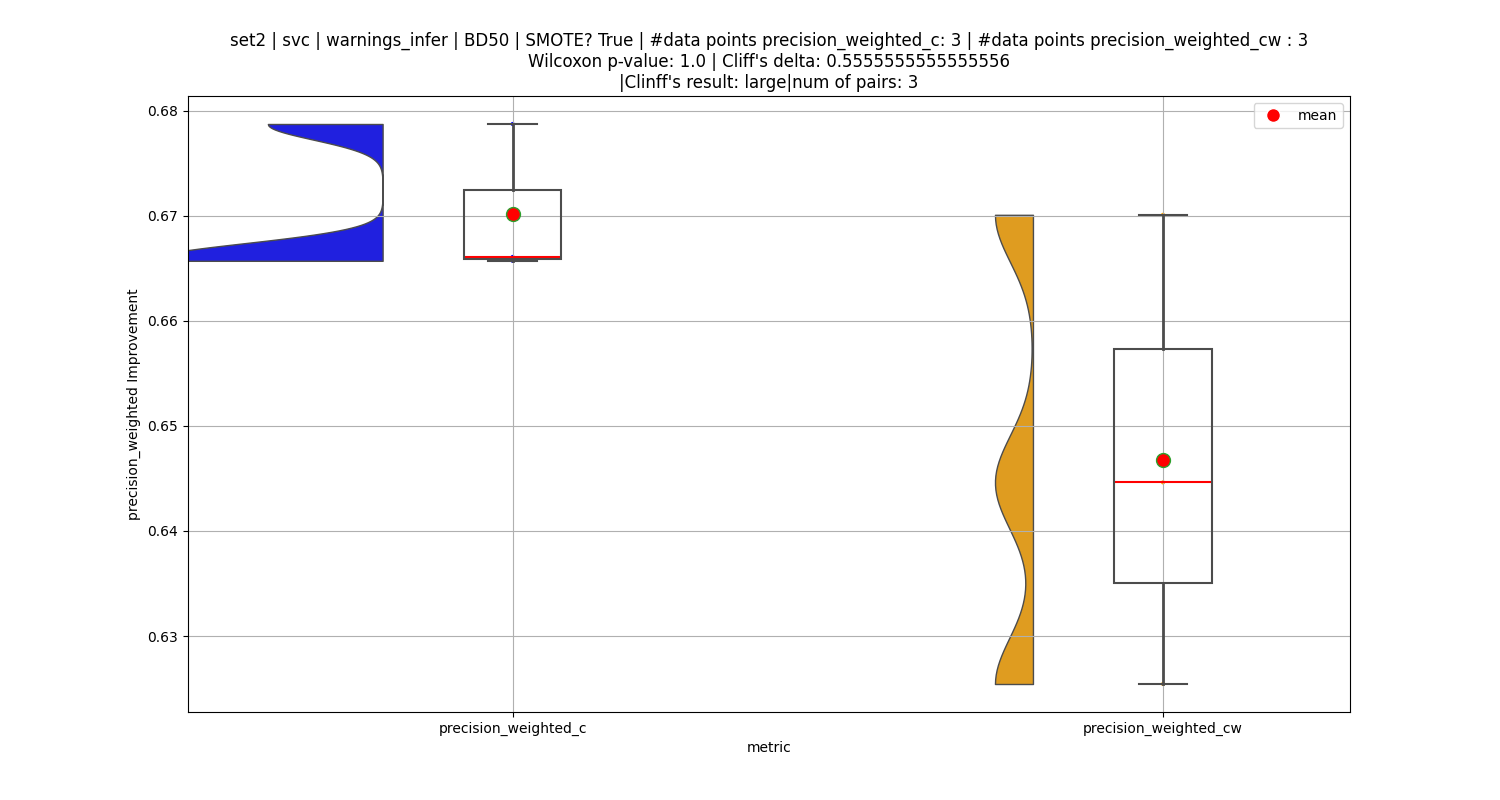 set2 | svc | warnings_infer | BD50 | SMOTE? True | #data points precision_weighted_c: 3 | #data points precision_weighted_cw : 3
Wilcoxon p-value: 1.0 | Cliff's delta: 0.5555555555555556
|Clinff's result: large|num of pairs: 3
mean
0.68
0.67
0.66
0.65
0.64
0.63
precision_weighted Improvement
precision_weighted_c
precision_weighted_cw
metric